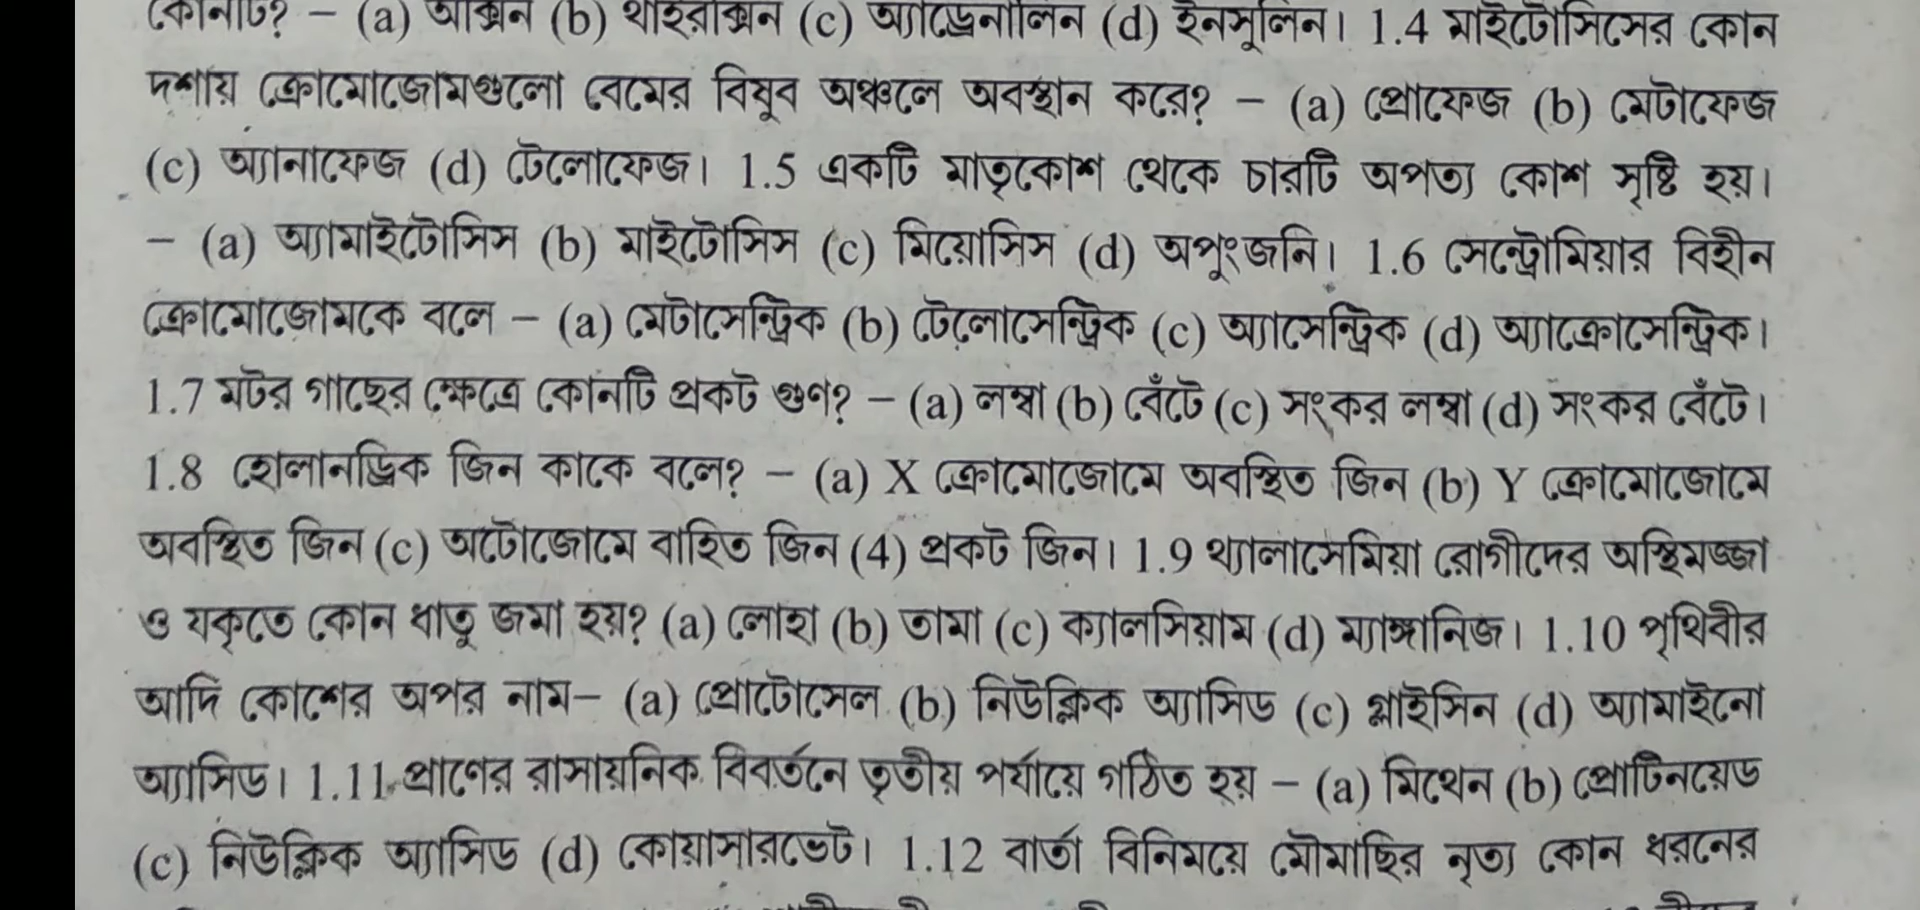 কোনটি? – (a) অক্সিন (b) থাইরক্সিন (c) অ্যাড্রেনালিন (d) ইনসুলিন। 1.4 মাইটোসিসের কোন
দশায় ক্রোমোজোমগুলো বেমের বিষুব অঞ্চলে অবস্থান করে? – (a) প্রোফেজ (b) মেটাফেজ
(c) অ্যানাফেজ (d) টেলোফেজ। 1.5 একটি মাতৃকোশ থেকে চারটি অপত্য কোশ সৃষ্টি হয়।
– (a) অ্যামাইটোসিস (b) মাইটোসিস (c) মিয়োসিস (d) অপুংজনি। 1.6 সেন্ট্রোমিয়ার বিহীন
ক্রোমোজোমকে বলে – (a) মেটাসেন্ট্রিক (b) টেলোসেন্ট্রিক (c) অ্যাসেন্ট্রিক (d) অ্যাক্রোসেন্ট্রিক।
1.7 মটর গাছের ক্ষেত্রে কোনটি প্রকট গুণ? – (a) লম্বা (b) বেঁটে (c) সংকর লম্বা (d) সংকর বেঁটে।
1.8 হোলানড্রিক জিন কাকে বলে? – (a) X ক্রোমোজোমে অবস্থিত জিন (b) Y ক্রোমোজোমে
অবস্থিত জিন (c) অটোজোমে বাহিত জিন (4) প্রকট জিন। 1.9 থ্যালাসেমিয়া রোগীদের অস্থিমজ্জা
ও যকৃতে কোন ধাতু জমা হয়? (a) লোহা (b) তামা (c) ক্যালসিয়াম (d) ম্যাঙ্গানিজ। 1.10 পৃথিবীর
আদি কোশের অপর নাম– (a) প্রোটোসেল (b) নিউক্লিক অ্যাসিড (c) গ্লাইসিন (d) অ্যামাইনো
অ্যাসিড। 1.11 প্রাণের রাসায়নিক বিবর্তনে তৃতীয় পর্যায়ে গঠিত হয় – (a) মিথেন (b) প্রোটিনয়েড
(c) নিউক্লিক অ্যাসিড (d) কোয়াসারভেট। 1.12 বার্তা বিনিময়ে মৌমাছির নৃত্য কোন ধরনের